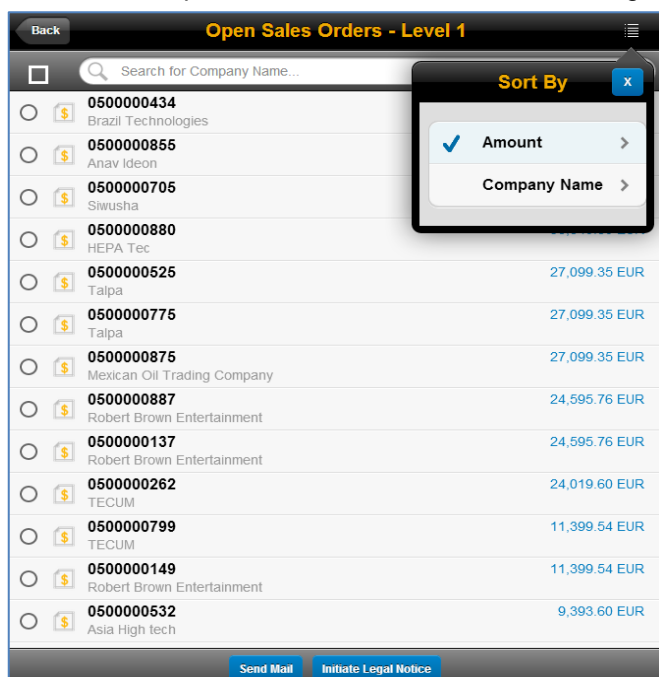 Back
Open Sales Orders - Level 1
Search for Company Name...
Sort By
x
Amount
Company Name
0500000434
Brazil Technologies
0500000855
Anav Ideon
0500000705
Siwusha
0500000880
HEPA Tec
0500000525
27,099.35 EUR
Talpa
0500000775
27,099.35 EUR
Talpa
0500000875
27,099.35 EUR
Mexican Oil Trading Company
0500000887
24,595.76 EUR
Robert Brown Entertainment
0500000137
24,595.76 EUR
Robert Brown Entertainment
0500000262
24,019.60 EUR
TECUM
0500000799
11,399.54 EUR
TECUM
0500000149
11,399.54 EUR
Robert Brown Entertainment
0500000532
9,393.60 EUR
Asia High tech
Send Mail
Initiate Legal Notice